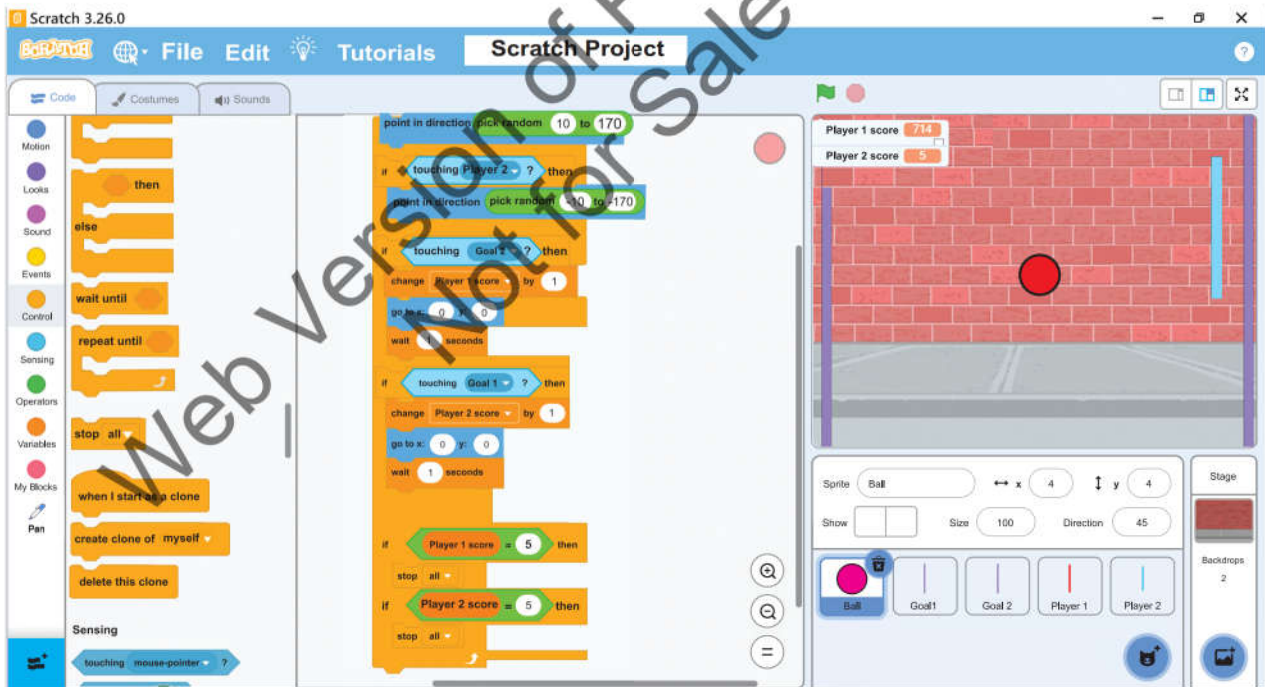 Scratch 3.26.0
SCRATCH File Edit Tutorials Scratch Project ?
Code Costumes Sounds
Motion
Looks
Sound
Events
Control
Sensing
Operators
Variables
My Blocks
Pan
then
else
wait until
repeat until
stop all
when I start as a clone
create clone of myself
delete this clone
Sensing
touching mouse-pointer ?
point in direction pick random 10 to 170
if touching Player 2 ? then
point in direction pick random -10 to -170
if touching Goal 2 ? then
change Player 1 score by 1
go to x: 0 y: 0
wait 1 seconds
if touching Goal 1 ? then
change Player 2 score by 1
go to x: 0 y: 0
wait 1 seconds
if Player 1 score = 5 then
stop all
if Player 2 score = 5 then
stop all
Player 1 score 714
Player 2 score 5
Sprite Ball x 4 y 4
Show Size 100 Direction 45
Ball Goal1 Goal 2 Player 1 Player 2
Stage
Backdrops
2
Web Version of
Not for Sale